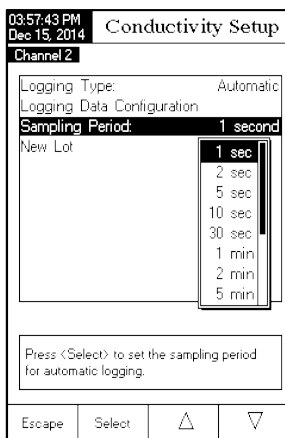 03:57:43 PM
Dec 15, 2014
Conductivity Setup
Channel 2
Logging Type: Automatic
Logging Data Configuration
Sampling Period: 1 second
New Lot
1 sec
2 sec
5 sec
10 sec
30 sec
1 min
2 min
5 min
Press <Select> to set the sampling period
for automatic logging.
Escape Select △ ▽